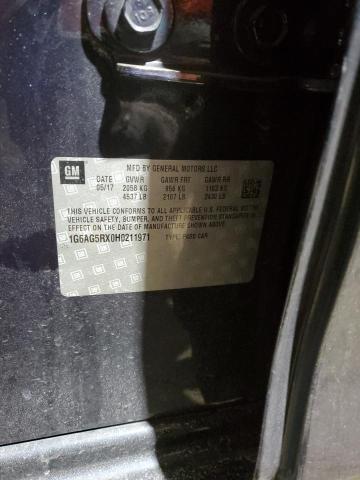 GM
MFD BY GENERAL MOTORS LLC
DATE GVWR GAWR FRT GAWR RR
05/17 2058 KG 956 KG 1102 KG
4537 LB 2107 LB 2430 LB
THIS VEHICLE CONFORMS TO ALL APPLICABLE U.S. FEDERAL MOTOR
VEHICLE SAFETY, BUMPER, AND THEFT PREVENTION STANDARDS
IN EFFECT ON THE DATE OF MANUFACTURE SHOWN ABOVE.
1G6AG5RX0H0211971 TYPE: PASS CAR